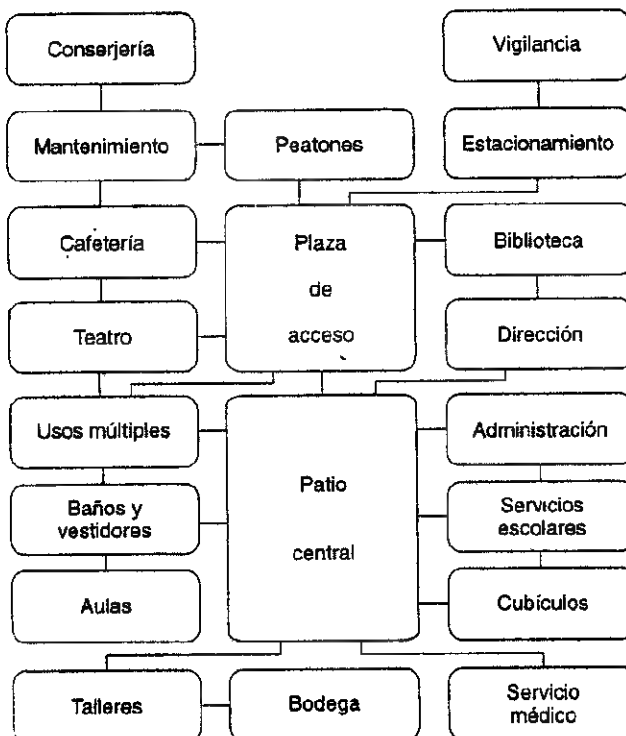 Conserjería
Vigilancia
Mantenimiento
Peatones
Estacionamiento
Cafetería
Plaza
de
acceso
Biblioteca
Teatro
Dirección
Usos múltiples
Patio
central
Administración
Baños y
vestidores
Servicios
escolares
Aulas
Cubículos
Talleres
Bodega
Servicio
médico